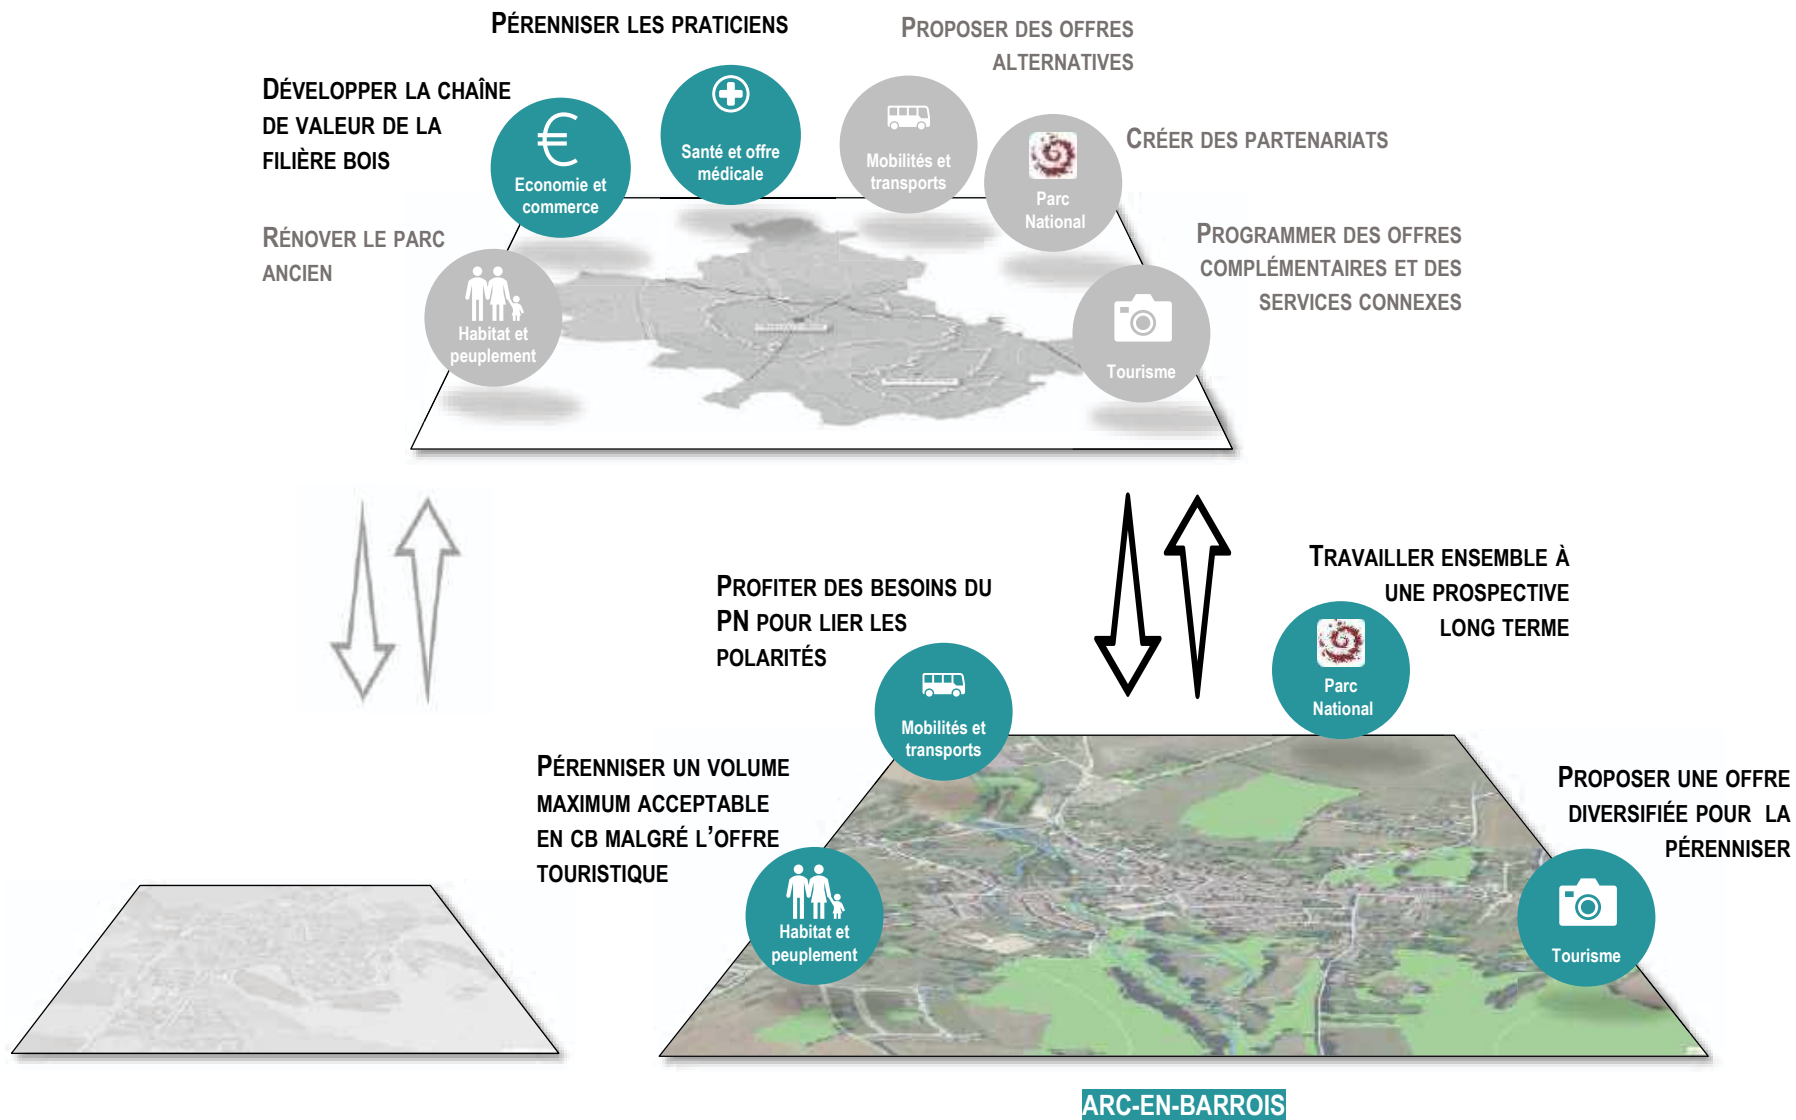 PÉRENNISER LES PRATICIENS
PROPOSER DES OFFRES
ALTERNATIVES
DÉVELOPPER LA CHAÎNE
DE VALEUR DE LA
FILIÈRE BOIS
Economie et
commerce
Santé et offre
médicale
Mobilités et
transports
CRÉER DES PARTENARIATS
Parc
National
RÉNOVER LE PARC
ANCIEN
PROGRAMMER DES OFFRES
COMPLÉMENTAIRES ET DES
SERVICES CONNEXES
Habitat et
peuplement
Tourisme
TRAVAILLER ENSEMBLE À
UNE PROSPECTIVE
LONG TERME
PROFITER DES BESOINS DU
PN POUR LIER LES
POLARITÉS
Parc
National
Mobilités et
transports
PÉRENNISER UN VOLUME
MAXIMUM ACCEPTABLE
EN CB MALGRÉ L'OFFRE
TOURISTIQUE
PROPOSER UNE OFFRE
DIVERSIFIÉE POUR LA
PÉRENNISER
Habitat et
peuplement
Tourisme
ARC-EN-BARROIS